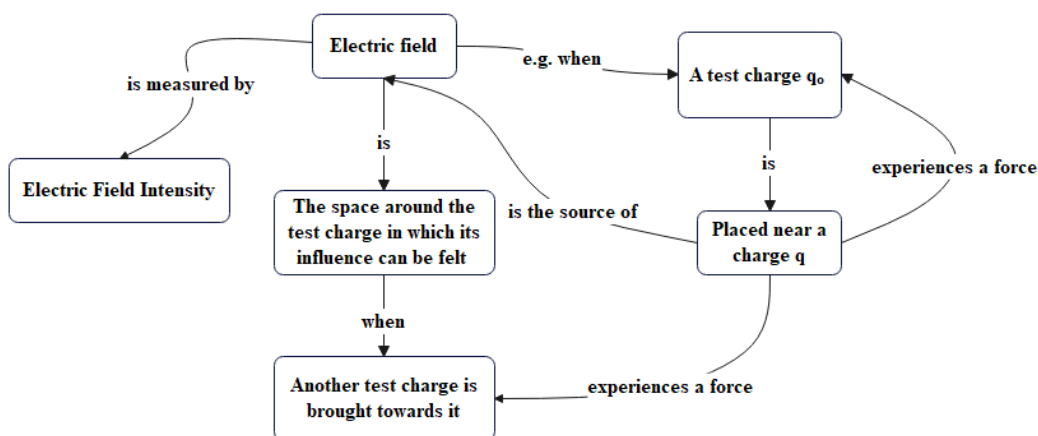 Electric field
e.g. when
A test charge qₒ
is measured by
is
is
experiences a force
Electric Field Intensity
The space around the
test charge in which its
influence can be felt
is the source of
Placed near a
charge q
when
Another test charge is
brought towards it
experiences a force